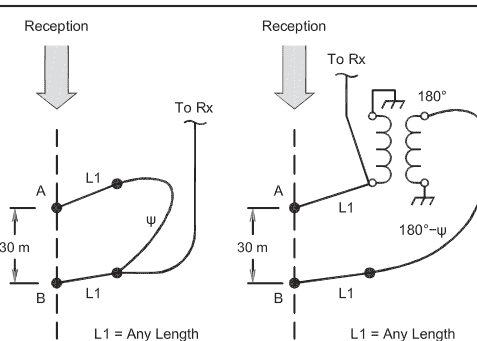 Reception
To Rx
L1
A
ψ
30 m
B
L1
L1 = Any Length
Reception
To Rx
180°
A
L1
180°–ψ
30 m
B
L1
L1 = Any Length